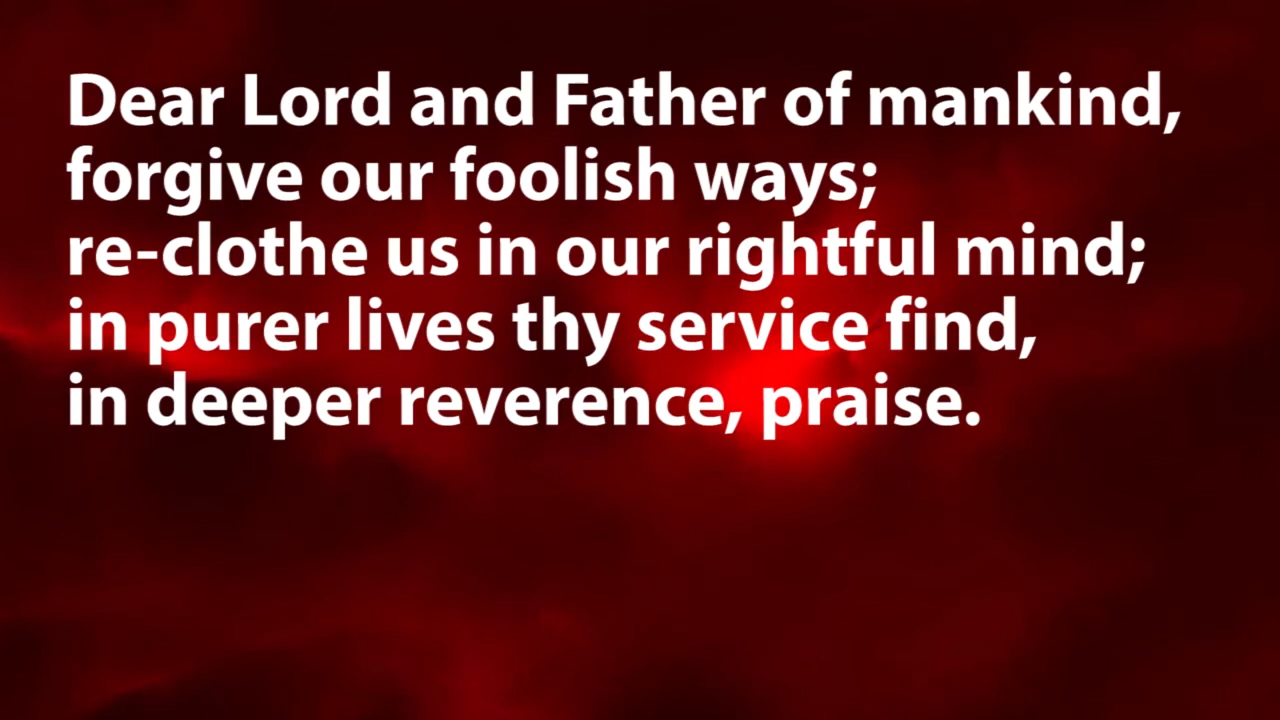 Dear Lord and Father of mankind,
forgive our foolish ways;
re-clothe us in our rightful mind;
in purer lives thy service find,
in deeper reverence, praise.